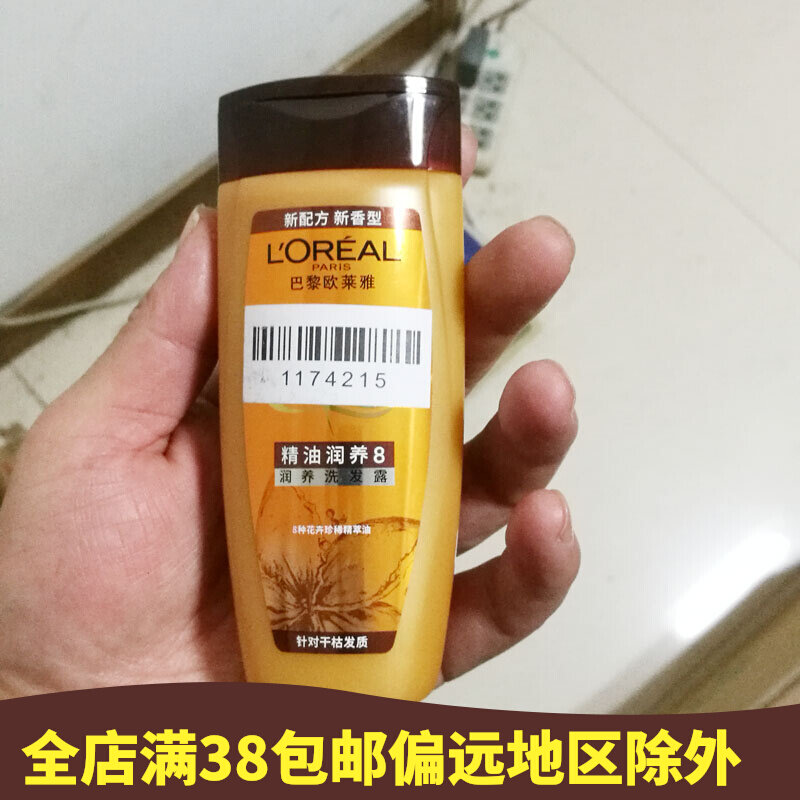 新配方 新香型
L'ORÉAL
PARIS
巴黎欧莱雅
1174215
精油润养8
润养洗发露
8种花卉珍稀精萃油
针对干枯发质
全店满38包邮偏远地区除外